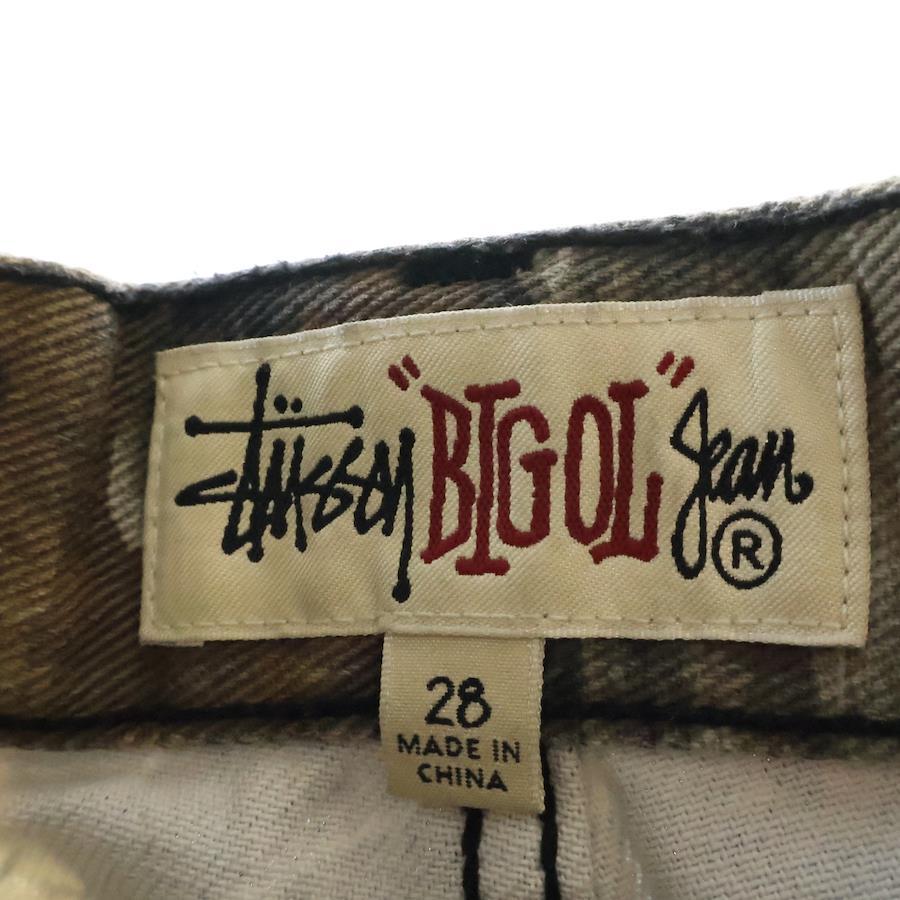 Stüssy "BIG OL" Jean ®
28
MADE IN
CHINA